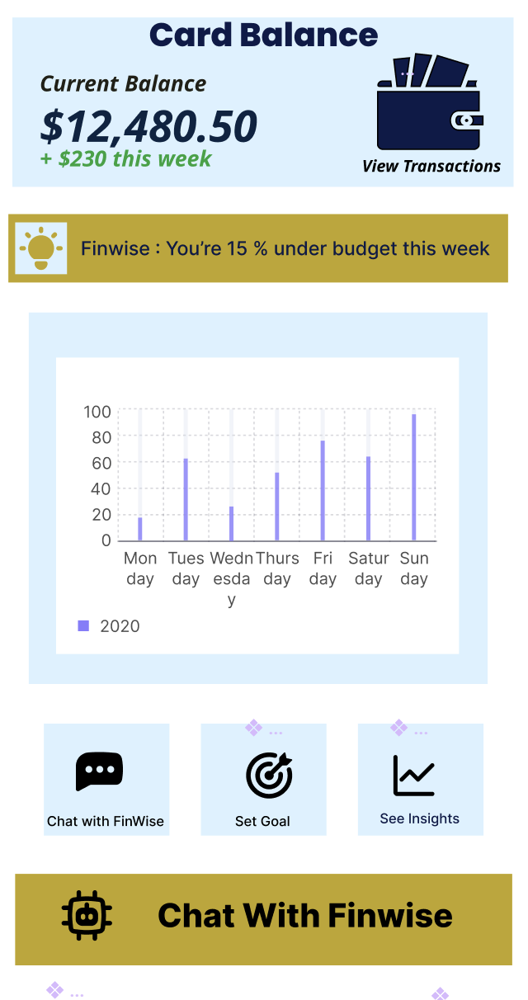 Card Balance
Current Balance
$12,480.50
+ $230 this week
View Transactions
Finwise : You’re 15 % under budget this week
100
80
60
40
20
0
Mon Tues Wedn Thurs Fri Satur Sun
day day esda day day day day
y
2020
... ...
Chat with FinWise Set Goal See Insights
Chat With Finwise
...